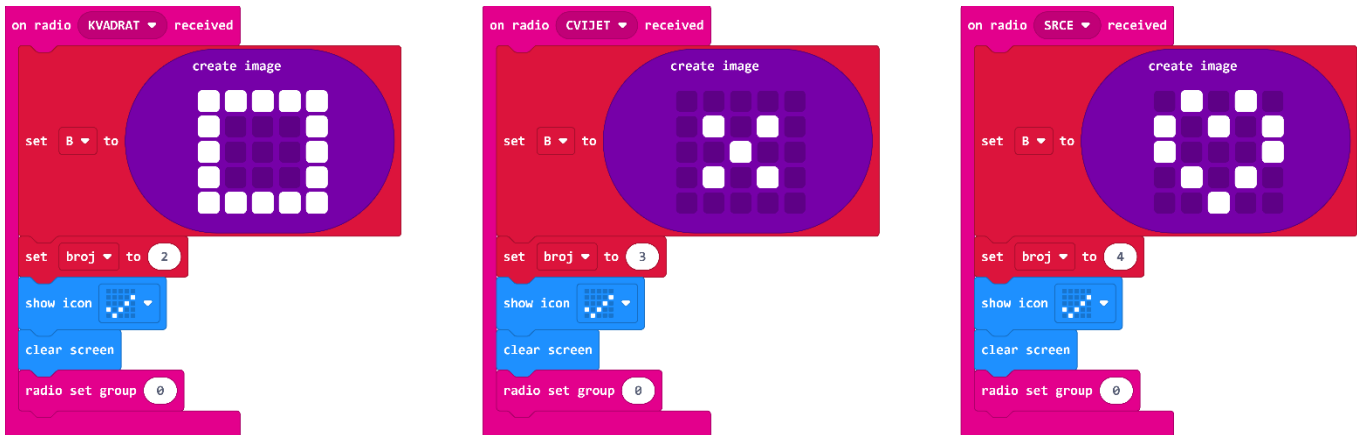 on radio KVADRAT received
create image
set B to
set broj to 2
show icon
clear screen
radio set group 0
on radio CVIJET received
create image
set B to
set broj to 3
show icon
clear screen
radio set group 0
on radio SRCE received
create image
set B to
set broj to 4
show icon
clear screen
radio set group 0